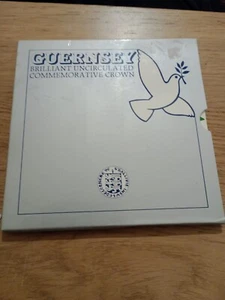 GUERNSEY
BRILLIANT UNCIRCULATED
COMMEMORATIVE CROWN